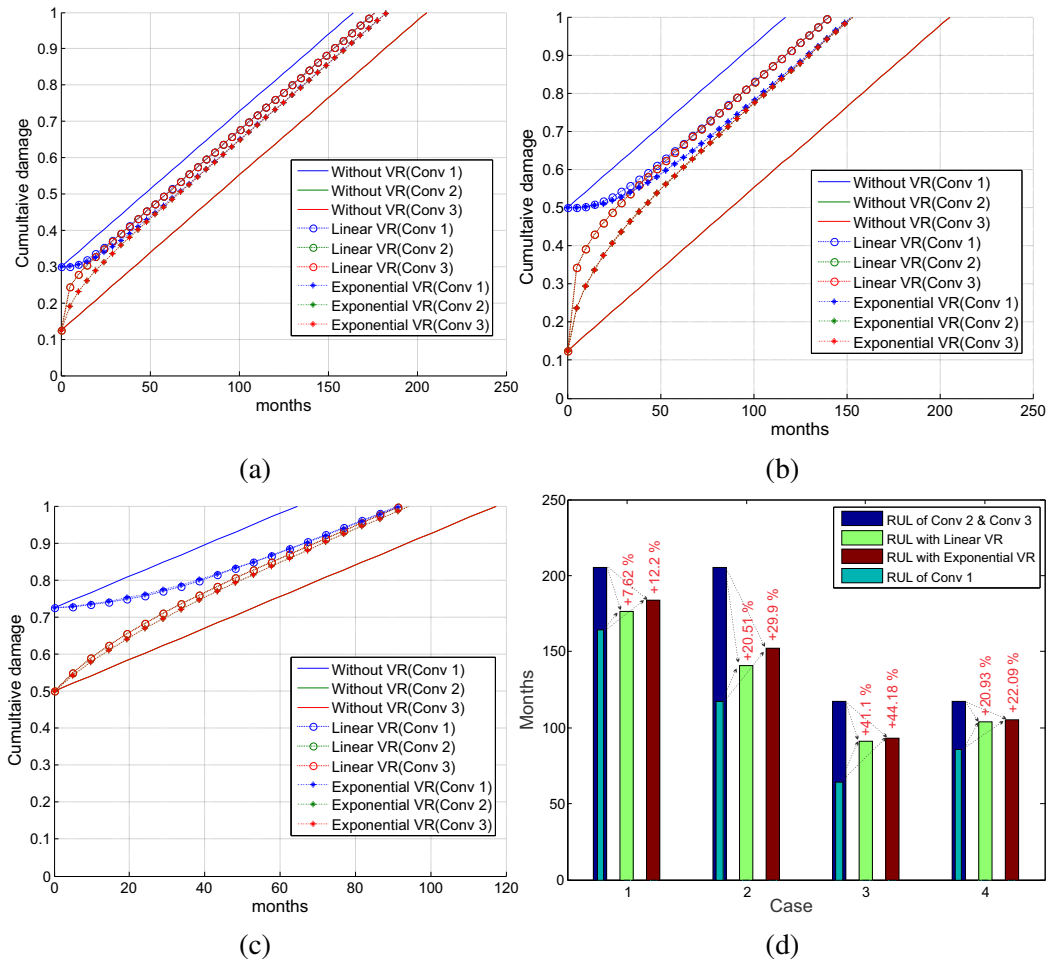 1
0.9
0.8
0.7
0.6
0.5
0.4
0.3
0.2
0.1
0
Cumultaive damage
0
50
100
150
200
250
months
Without VR(Conv 1)
Without VR(Conv 2)
Without VR(Conv 3)
Linear VR(Conv 1)
Linear VR(Conv 2)
Linear VR(Conv 3)
Exponential VR(Conv 1)
Exponential VR(Conv 2)
Exponential VR(Conv 3)
(a)
1
0.9
0.8
0.7
0.6
0.5
0.4
0.3
0.2
0.1
0
Cumultaive damage
0
50
100
150
200
250
months
Without VR(Conv 1)
Without VR(Conv 2)
Without VR(Conv 3)
Linear VR(Conv 1)
Linear VR(Conv 2)
Linear VR(Conv 3)
Exponential VR(Conv 1)
Exponential VR(Conv 2)
Exponential VR(Conv 3)
(b)
1
0.9
0.8
0.7
0.6
0.5
0.4
0.3
0.2
0.1
0
Cumultaive damage
0
20
40
60
80
100
120
months
Without VR(Conv 1)
Without VR(Conv 2)
Without VR(Conv 3)
Linear VR(Conv 1)
Linear VR(Conv 2)
Linear VR(Conv 3)
Exponential VR(Conv 1)
Exponential VR(Conv 2)
Exponential VR(Conv 3)
(c)
250
200
150
100
50
0
Months
1
2
3
4
Case
RUL of Conv 2 & Conv 3
RUL with Linear VR
RUL with Exponential VR
RUL of Conv 1
+7.62 %
+12.2 %
+20.51 %
+29.9 %
+41.1 %
+44.18 %
+20.93 %
+22.09 %
(d)